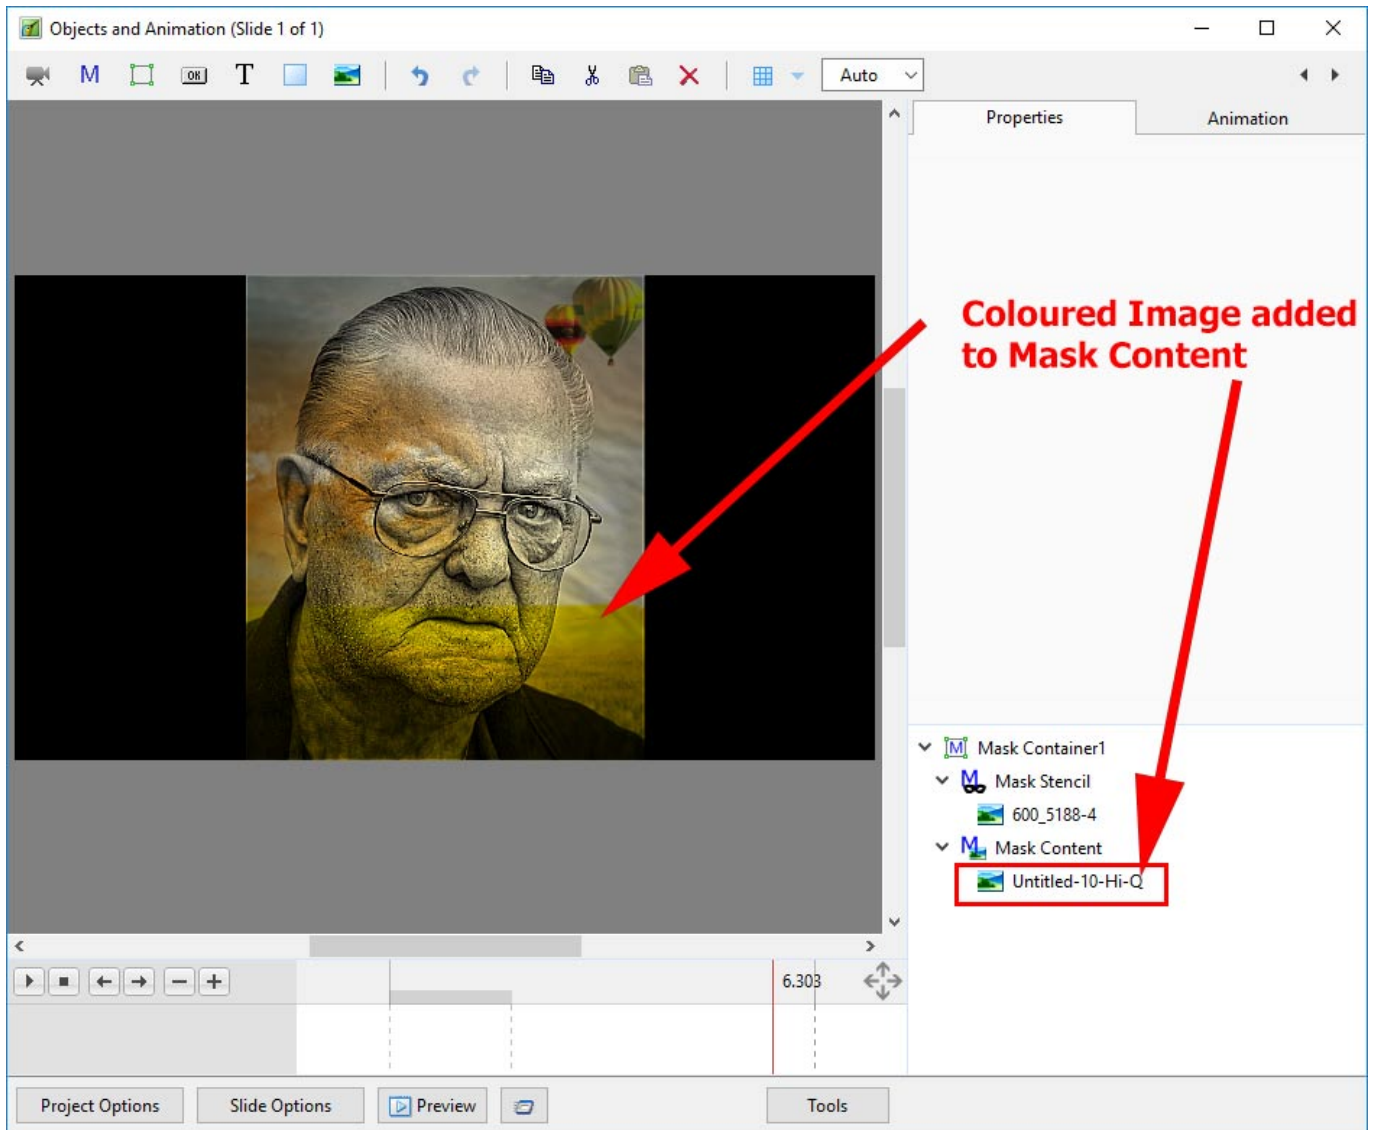 Objects and Animation (Slide 1 of 1)
M OK T Auto
Properties Animation
Coloured Image added
to Mask Content
M Mask Container1
M Mask Stencil
600_5188-4
M Mask Content
Untitled-10-Hi-Q
6.303
Project Options Slide Options Preview Tools